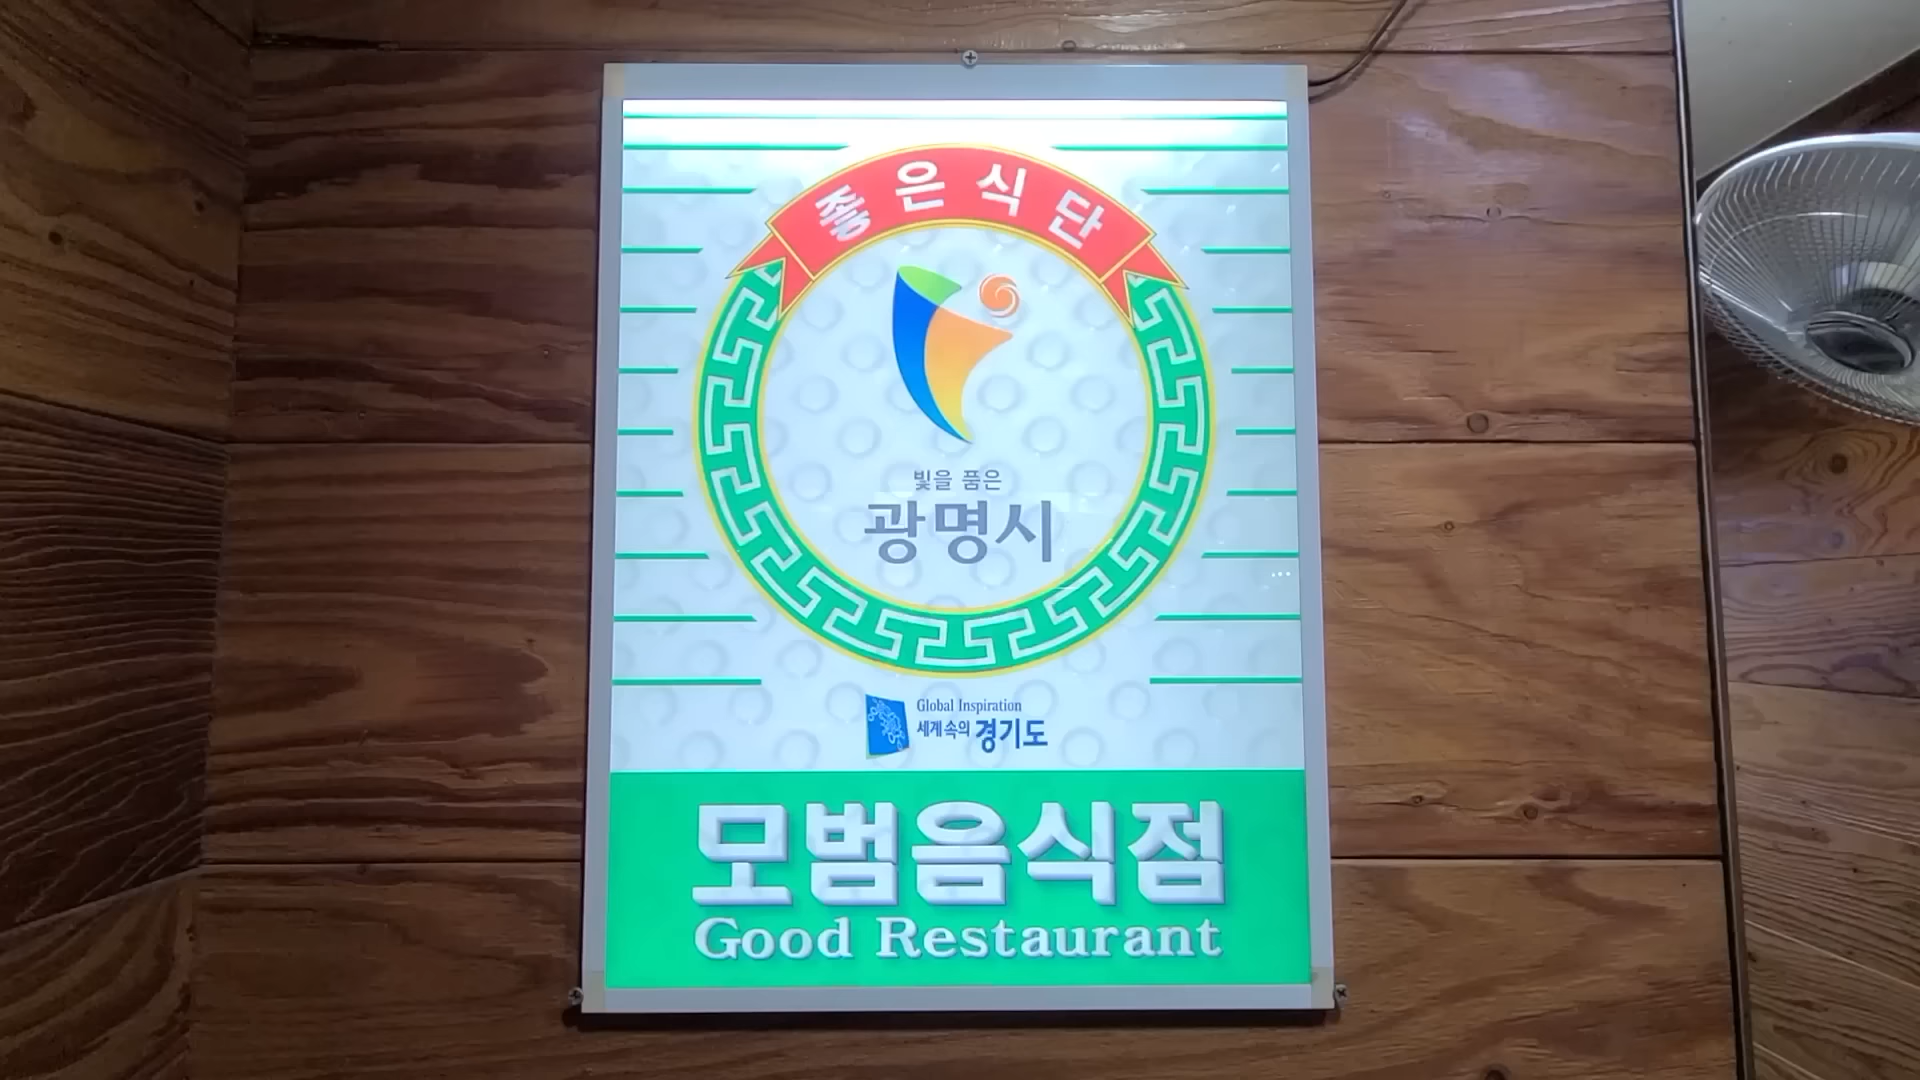 좋은식단
빛을 품은
광명시
Global Inspiration
세계속의 경기도
모범음식점
Good Restaurant